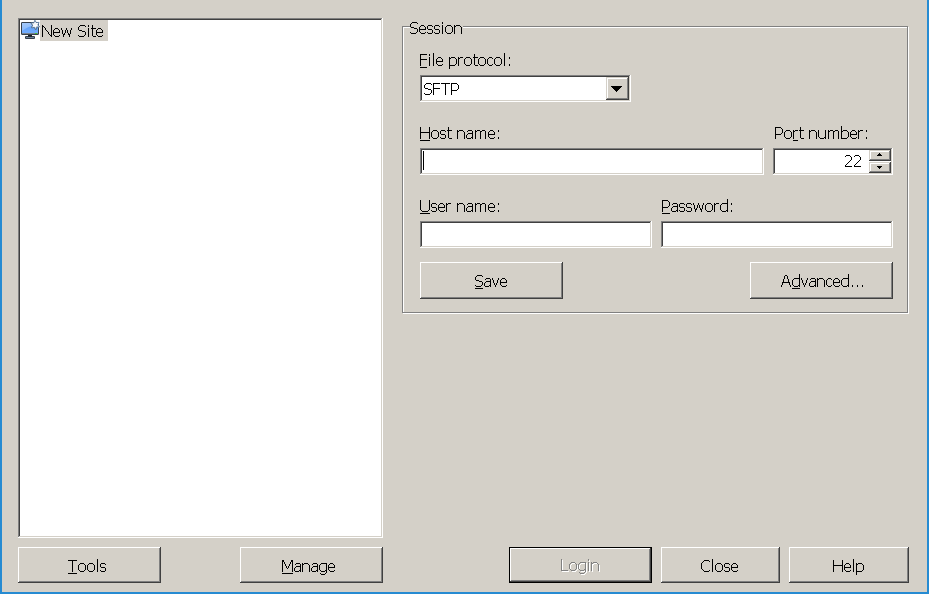 New Site
Session
File protocol:
SFTP
Host name:
Port number:
22
User name:
Password:
Save
Advanced...
Tools
Manage
Login
Close
Help